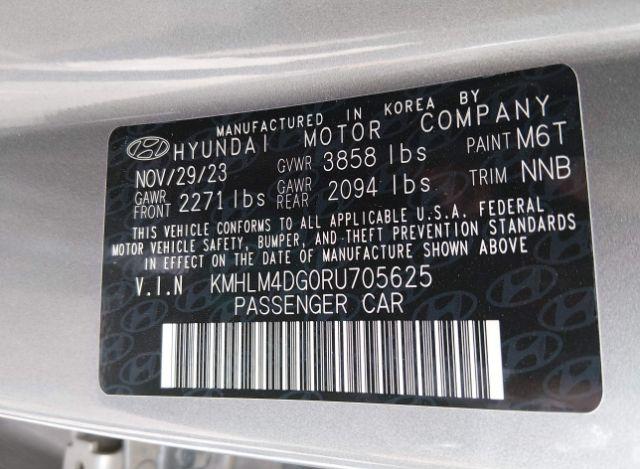 MANUFACTURED IN KOREA BY
HYUNDAI MOTOR COMPANY
NOV/29/23 GVWR 3858 lbs PAINT M6T
GAWR FRONT 2271 lbs GAWR REAR 2094 lbs. TRIM NNB
THIS VEHICLE CONFORMS TO ALL APPLICABLE U.S.A. FEDERAL
MOTOR VEHICLE SAFETY, BUMPER, AND THEFT PREVENTION STANDARDS
IN EFFECT ON THE DATE OF MANUFACTURE SHOWN ABOVE
V.I.N KMHLM4DG0RU705625
PASSENGER CAR